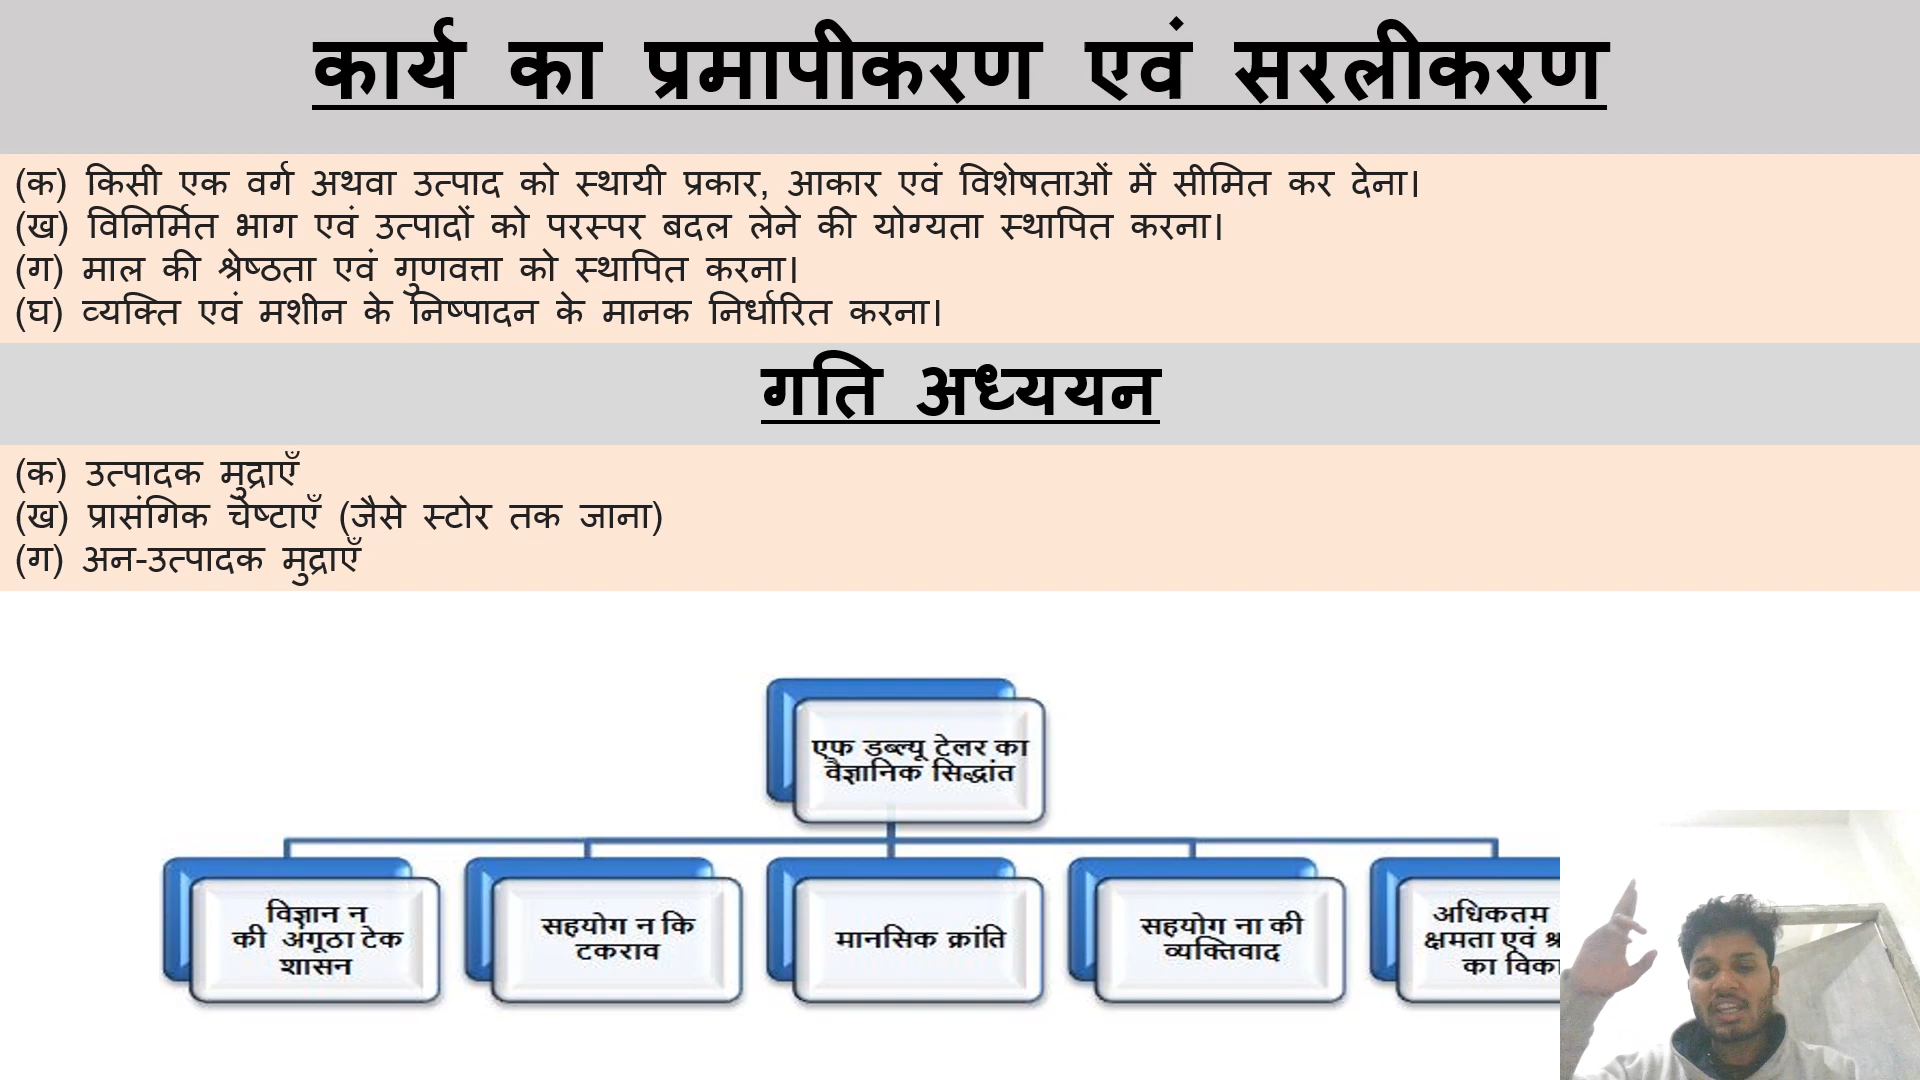 कार्य का प्रमापीकरण एवं सरलीकरण
(क) किसी एक वर्ग अथवा उत्पाद को स्थायी प्रकार, आकार एवं विशेषताओं में सीमित कर देना।
(ख) विनिर्मित भाग एवं उत्पादों को परस्पर बदल लेने की योग्यता स्थापित करना।
(ग) माल की श्रेष्ठता एवं गुणवत्ता को स्थापित करना।
(घ) व्यक्ति एवं मशीन के निष्पादन के मानक निर्धारित करना।
गति अध्ययन
(क) उत्पादक मुद्राएँ
(ख) प्रासंगिक चेष्टाएँ (जैसे स्टोर तक जाना)
(ग) अन-उत्पादक मुद्राएँ
एफ डब्ल्यू टेलर का
वैज्ञानिक सिद्धांत
विज्ञान न
की अंगूठा टेक
शासन
सहयोग न कि
टकराव
मानसिक क्रांति
सहयोग ना की
व्यक्तिवाद
अधिकतम
क्षमता एवं
का